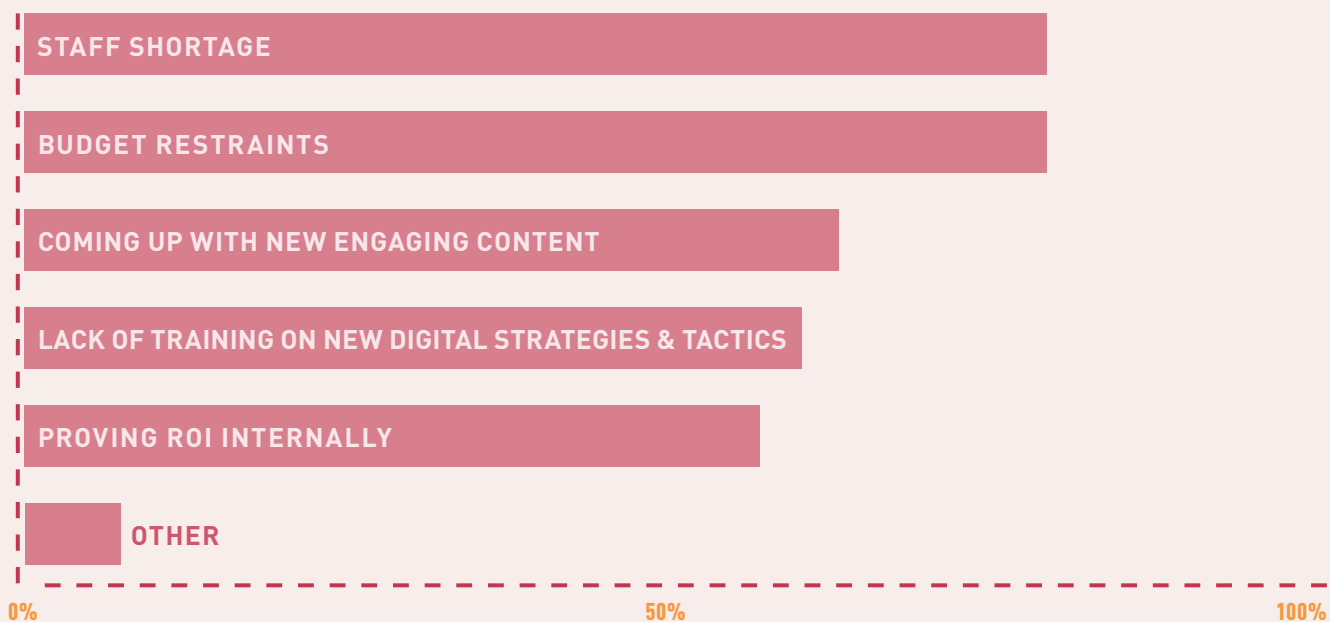 STAFF SHORTAGE
BUDGET RESTRAINTS
COMING UP WITH NEW ENGAGING CONTENT
LACK OF TRAINING ON NEW DIGITAL STRATEGIES & TACTICS
PROVING ROI INTERNALLY
OTHER
0% 50% 100%